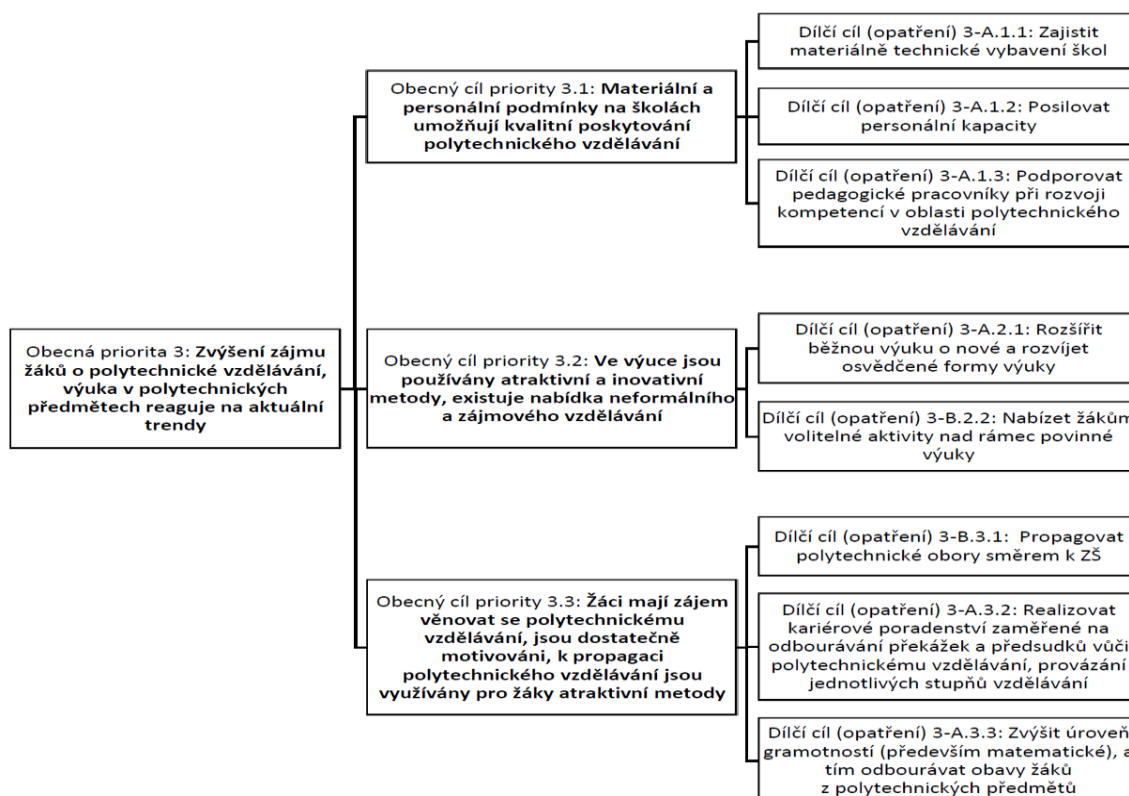 Obecná priorita 3: Zvýšení zájmu
žáků o polytechnické vzdělávání,
výuka v polytechnických
předmětech reaguje na aktuální
trendy
Obecný cíl priority 3.1: Materiální a
personální podmínky na školách
umožňují kvalitní poskytování
polytechnického vzdělávání
Dílčí cíl (opatření) 3-A.1.1: Zajistit
materiálně technické vybavení škol
Dílčí cíl (opatření) 3-A.1.2: Posilovat
personální kapacity
Dílčí cíl (opatření) 3-A.1.3: Podporovat
pedagogické pracovníky při rozvoji
kompetencí v oblasti polytechnického
vzdělávání
Obecný cíl priority 3.2: Ve výuce jsou
používány atraktivní a inovativní
metody, existuje nabídka neformálního
a zájmového vzdělávání
Dílčí cíl (opatření) 3-A.2.1: Rozšířit
běžnou výuku o nové a rozvíjet
osvědčené formy výuky
Dílčí cíl (opatření) 3-B.2.2: Nabízet žákům
volitelné aktivity nad rámec povinné
výuky
Obecný cíl priority 3.3: Žáci mají zájem
věnovat se polytechnickému
vzdělávání, jsou dostatečně
motivováni, k propagaci
polytechnického vzdělávání jsou
využívány pro žáky atraktivní metody
Dílčí cíl (opatření) 3-B.3.1: Propagovat
polytechnické obory směrem k ZŠ
Dílčí cíl (opatření) 3-A.3.2: Realizovat
kariérové poradenství zaměřené na
odbourávání překážek a předsudků vůči
polytechnickému vzdělávání, provázání
jednotlivých stupňů vzdělávání
Dílčí cíl (opatření) 3-A.3.3: Zvýšit úroveň
gramotností (především matematické), a
tím odbourávat obavy žáků
z polytechnických předmětů